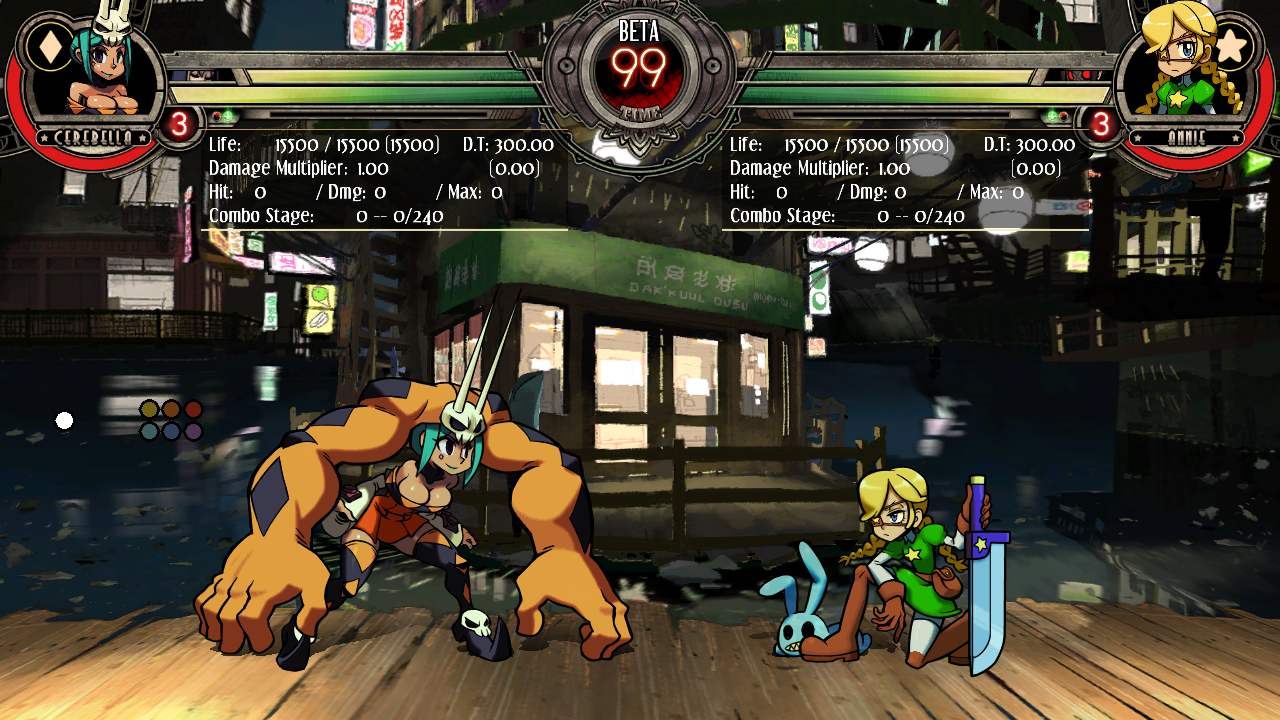 BETA
99
TIME
CEREBELLA
3
ANNIE
3
Life: 15500 / 15500 (15500) D.T: 300.00
Damage Multiplier: 1.00 (0.00)
Hit: 0 / Dmg: 0 / Max: 0
Combo Stage: 0 -- 0/240
Life: 15500 / 15500 (15500) D.T: 300.00
Damage Multiplier: 1.00 (0.00)
Hit: 0 / Dmg: 0 / Max: 0
Combo Stage: 0 -- 0/240
DAK'KUUL DUBU